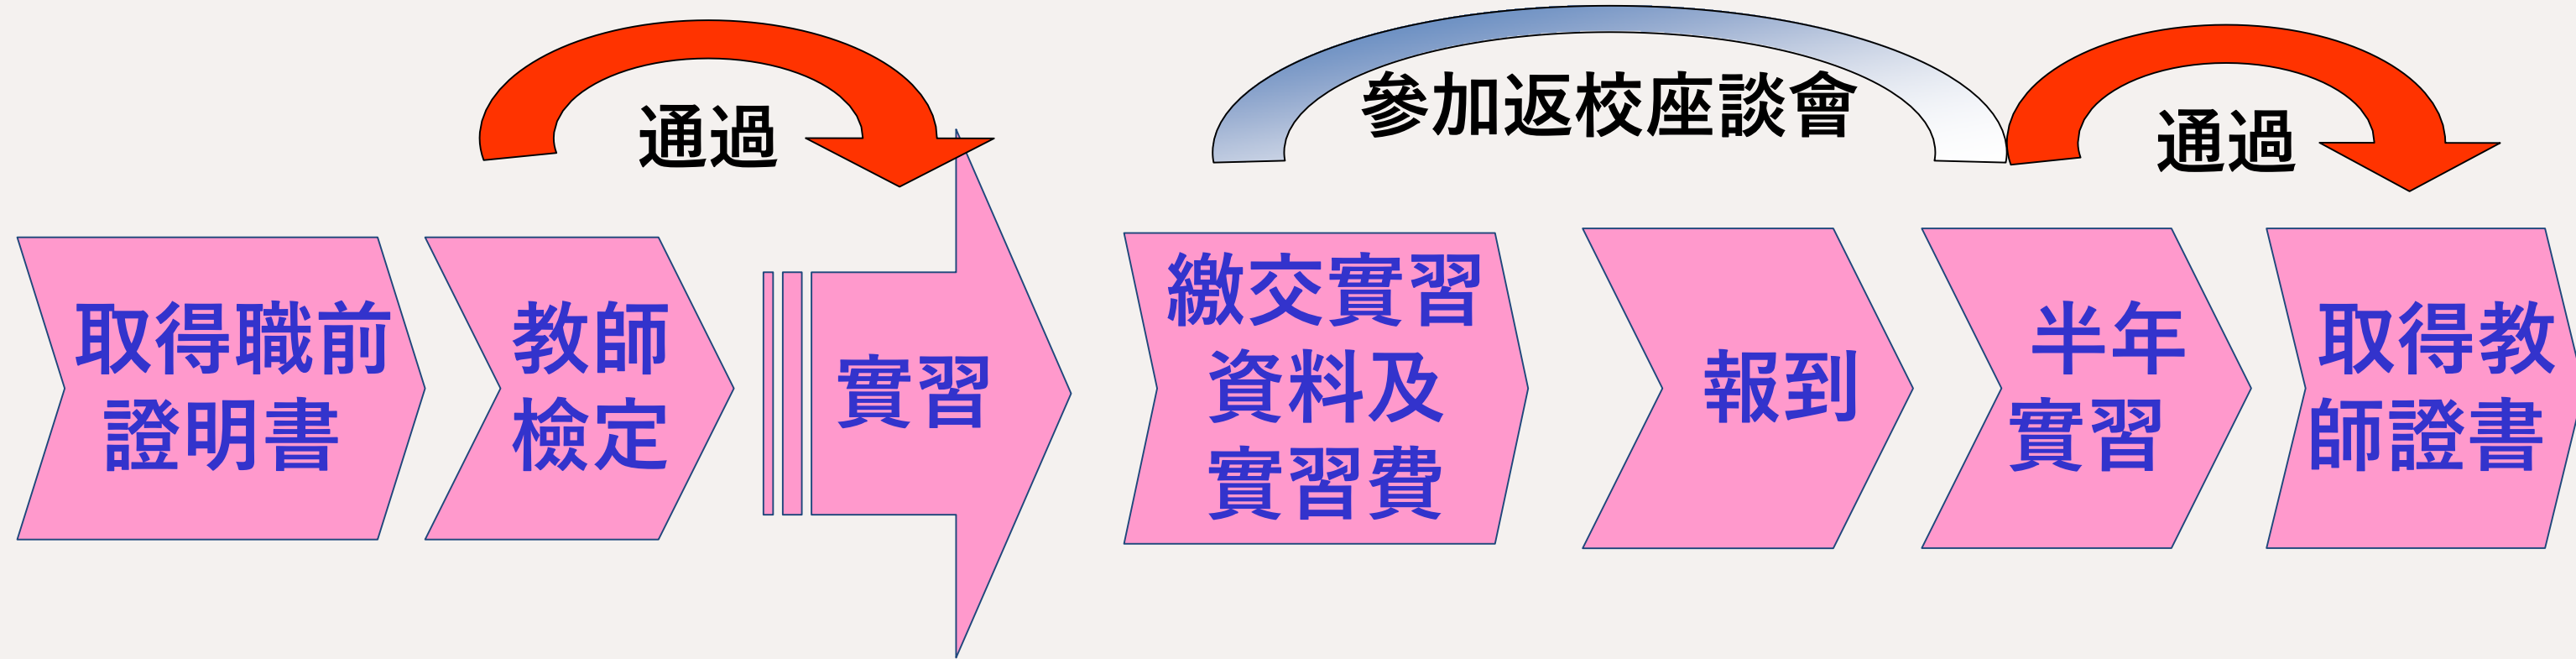 通過
參加返校座談會
通過
取得職前
證明書
教師
檢定
實習
繳交實習
資料及
實習費
報到
半年
實習
取得教
師證書